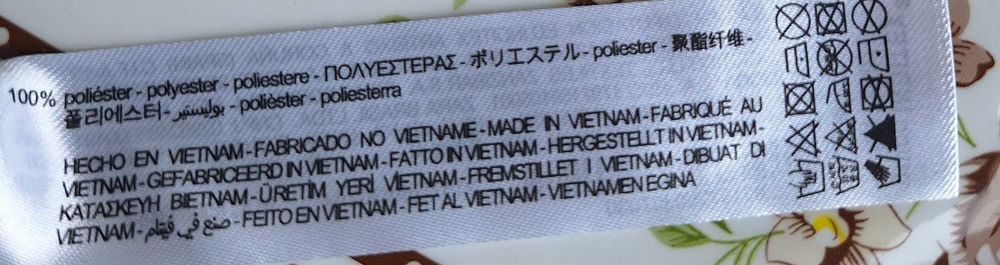 100% poliéster - polyester - poliestere - ΠΟΛΥΕΣΤΕΡΑΣ - ポリエステル - poliester - 聚酯纤维 -
폴리에스터 - بوليستير - polièster - poliesterra
HECHO EN VIETNAM - FABRICADO NO VIETNAME - MADE IN VIETNAM - FABRIQUÉ AU
VIETNAM - GEFABRICEERD IN VIETNAM - FATTO IN VIETNAM - HERGESTELLT IN VIETNAM -
ΚΑΤΑΣΚΕΥΗ ΒΙΕΤΝΑΜ - ÜRETİM YERİ VİETNAM - FREMSTILLET I VIETNAM - DIBUAT DI
VIETNAM - صنع في فيتنام - FEITO EN VIETNAM - FET AL VIETNAM - VIETNAMEN EGINA